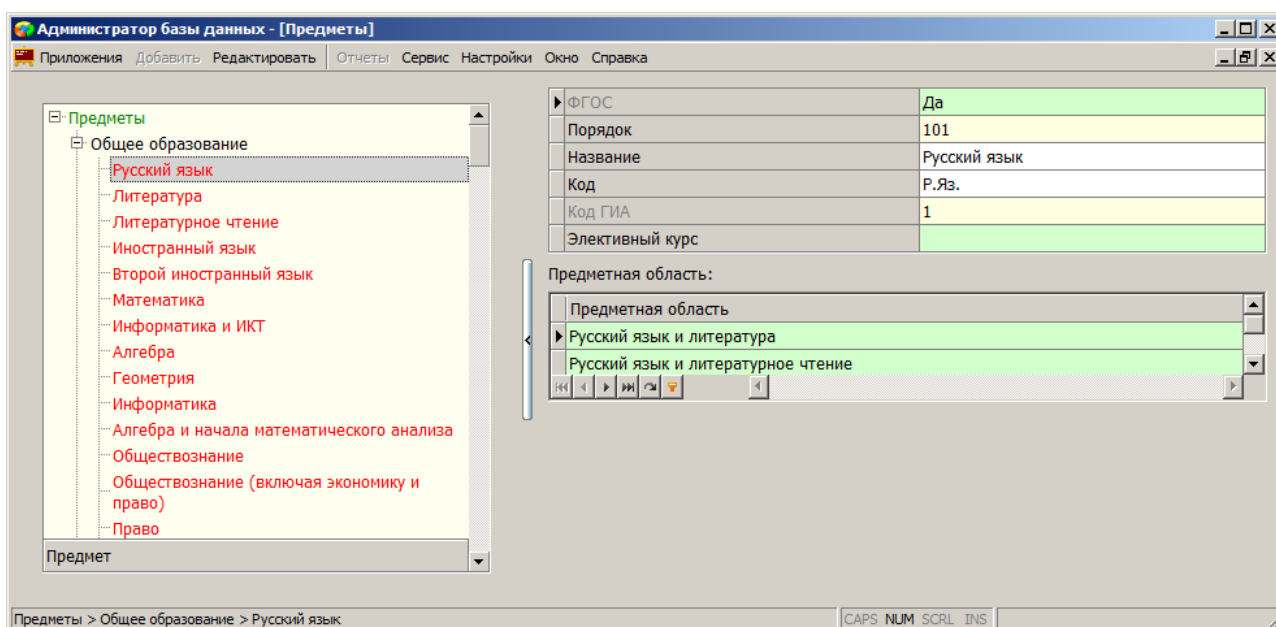 Администратор базы данных - [Предметы]
Приложения Добавить Редактировать Отчеты Сервис Настройки Окно Справка
Предметы
Общее образование
Русский язык
Литература
Литературное чтение
Иностранный язык
Второй иностранный язык
Математика
Информатика и ИКТ
Алгебра
Геометрия
Информатика
Алгебра и начала математического анализа
Обществознание
Обществознание (включая экономику и
право)
Право
Предмет
ФГОС Да
Порядок 101
Название Русский язык
Код Р.Яз.
Код ГИА 1
Элективный курс
Предметная область:
Предметная область
Русский язык и литература
Русский язык и литературное чтение
Предметы > Общее образование > Русский язык
CAPS NUM SCRL INS